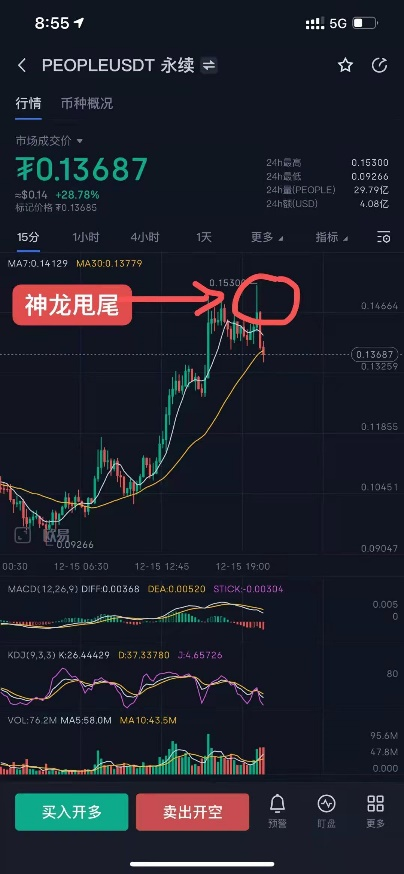 8:55 5G
PEOPLEUSDT 永续
行情 币种概况
市场成交价
₮0.13687
≈$0.14 +28.78%
标记价格 ₮0.13685
24h最高 0.15300
24h最低 0.09266
24h量(PEOPLE) 29.79亿
24h额(USD) 4.08亿
15分 1小时 4小时 1天 更多 指标
MA7:0.14129 MA30:0.13779
0.15300
神龙甩尾
0.14664
0.13687
0.13259
0.11855
0.10451
欧易
0.09266
0.09047
00:30 12-15 06:30 12-15 12:45 12-15 19:00
MACD(12,26,9) DIFF:0.00368 DEA:0.00520 STICK:-0.00304
0.005
0
KDJ(9,3,3) K:26.44429 D:37.33780 J:4.65726
80
VOL:76.2M MA5:58.0M MA10:43.5M
95.6M
47.8M
0.000
买入开多 卖出开空 预警 盯盘 更多